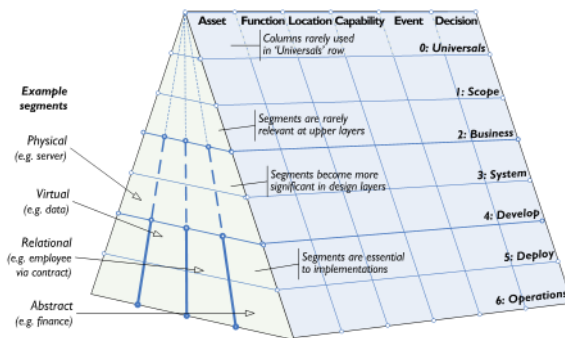 Asset Function Location Capability Event Decision
Columns rarely used
in 'Universals' row
0: Universals
Example
segments
1: Scope
Segments are rarely
relevant at upper layers
2: Business
Physical
(e.g. server)
Segments become more
significant in design layers
3: System
Virtual
(e.g. data)
4: Develop
Relational
(e.g. employee
via contract)
Segments are essential
to implementations
5: Deploy
Abstract
(e.g. finance)
6: Operations